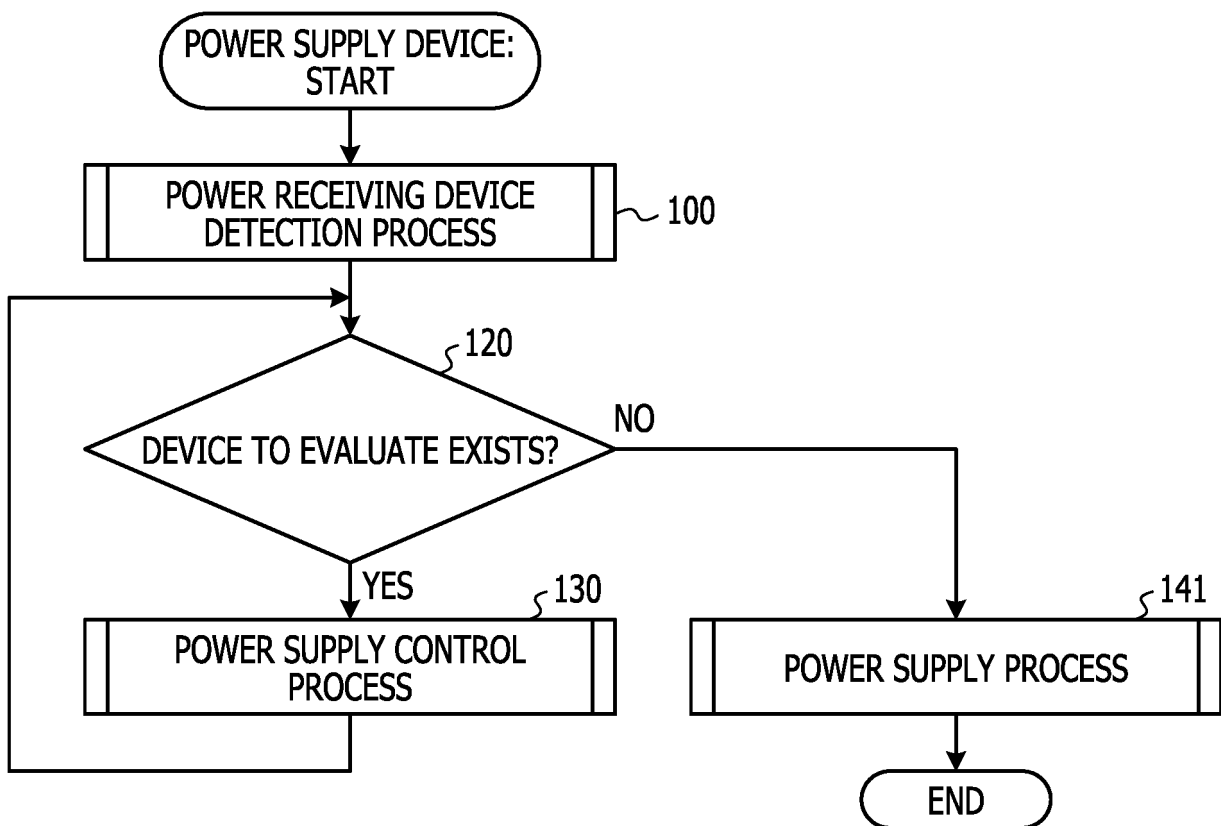 POWER SUPPLY DEVICE:
START
POWER RECEIVING DEVICE
DETECTION PROCESS
100
120
DEVICE TO EVALUATE EXISTS?
NO
YES
130
POWER SUPPLY CONTROL
PROCESS
141
POWER SUPPLY PROCESS
END